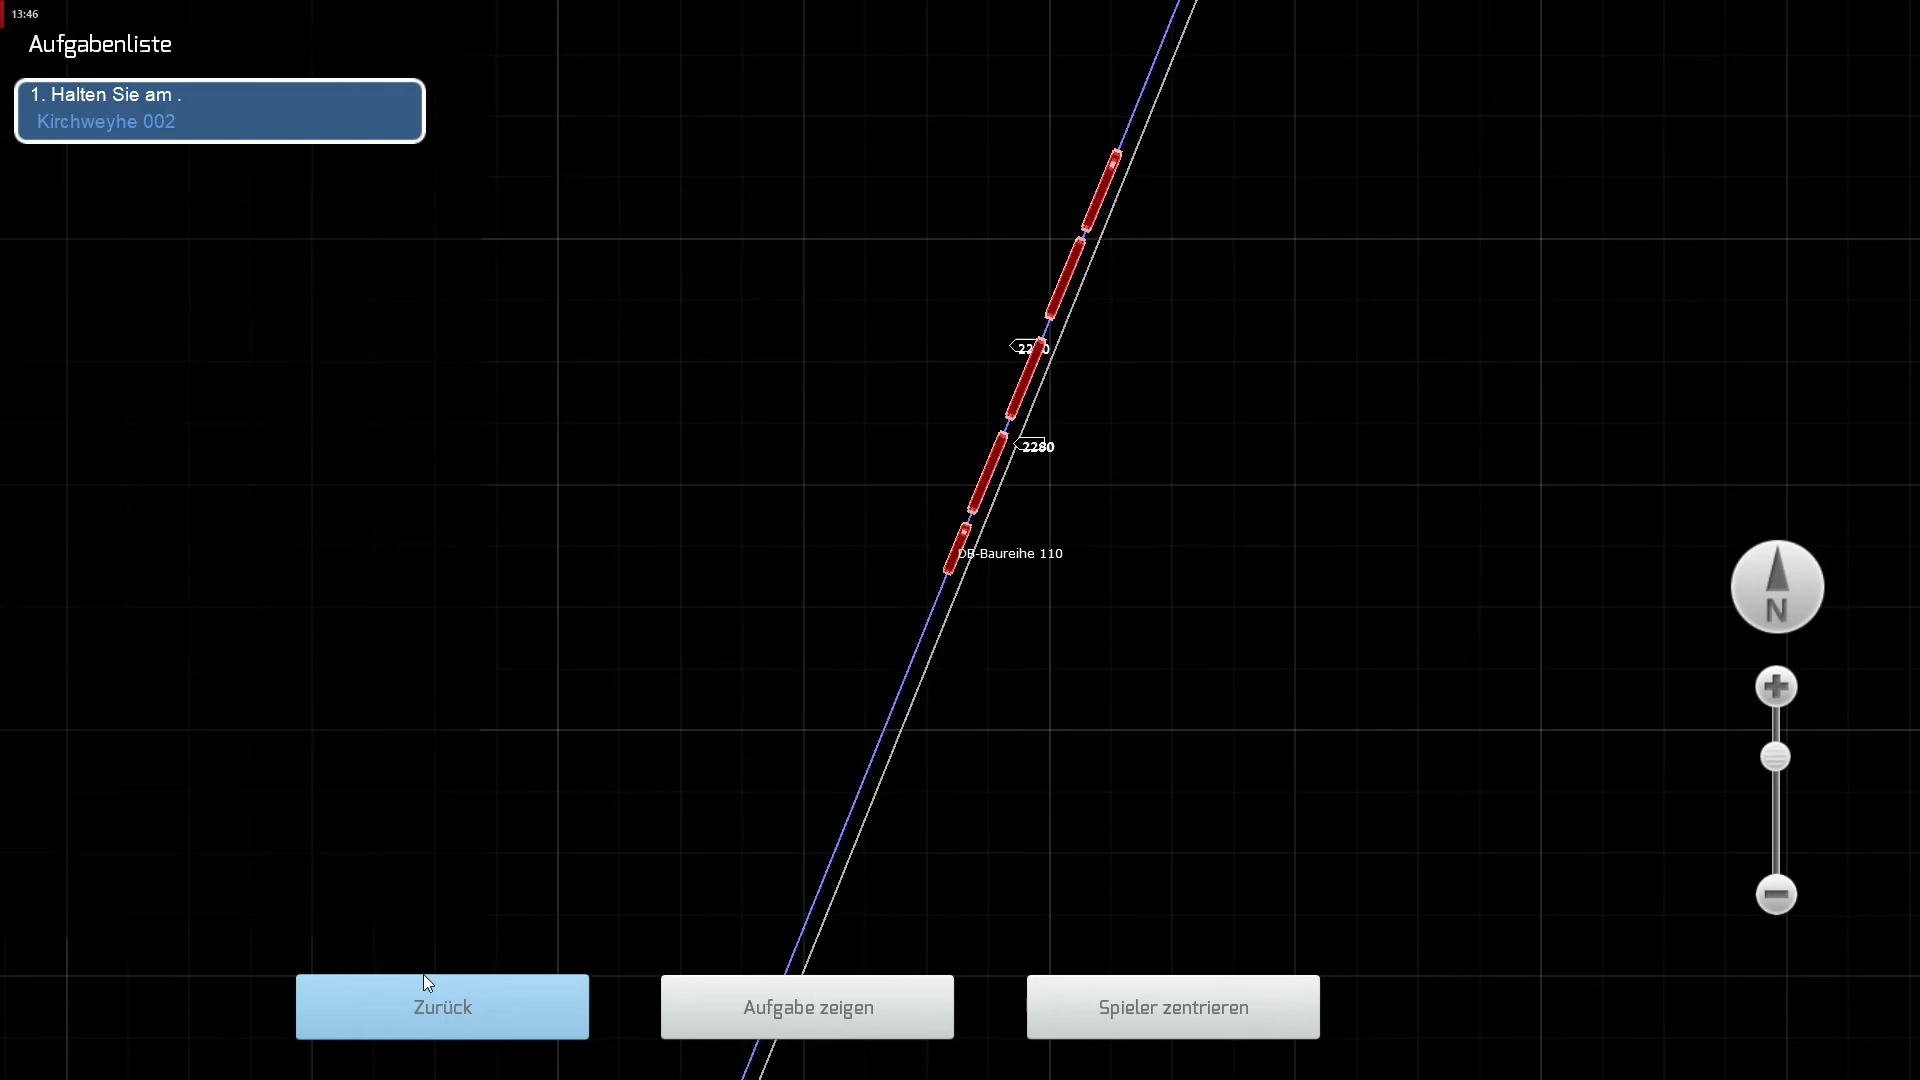 13:46
Aufgabenliste
1. Halten Sie am .
Kirchweyhe 002
2280
DB-Baureihe 110
N
Zurück
Aufgabe zeigen
Spieler zentrieren